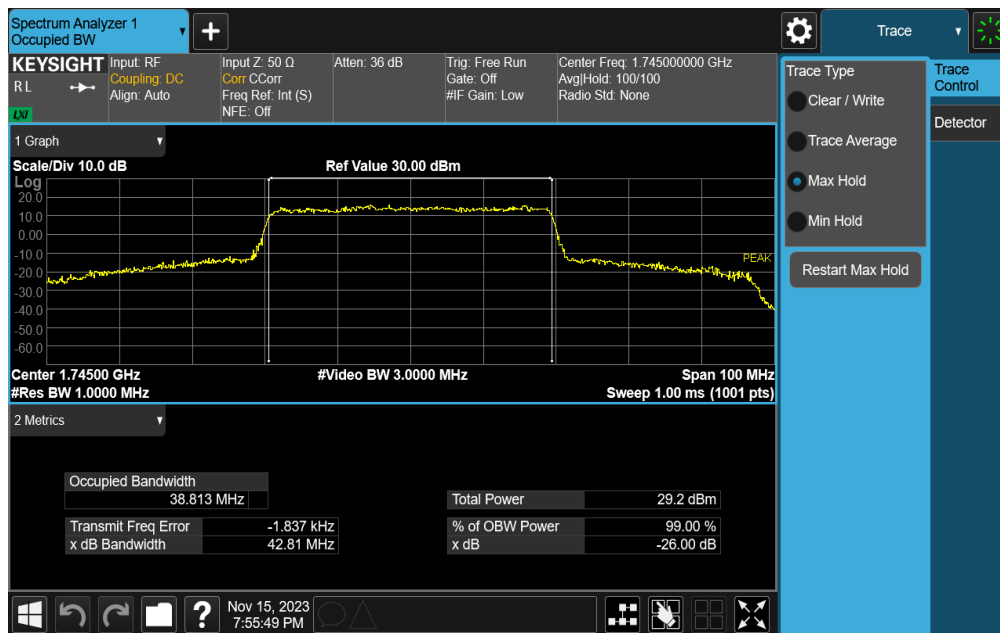 Spectrum Analyzer 1
Occupied BW
+
Trace
KEYSIGHT
RL
LXI
Input: RF
Coupling: DC
Align: Auto
Input Z: 50 Ω
Corr CCorr
Freq Ref: Int (S)
NFE: Off
Atten: 36 dB
Trig: Free Run
Gate: Off
#IF Gain: Low
Center Freq: 1.745000000 GHz
Avg|Hold: 100/100
Radio Std: None
Trace Type
Clear / Write
Trace Average
Max Hold
Min Hold
Restart Max Hold
Trace
Control
Detector
1 Graph
Scale/Div 10.0 dB
Ref Value 30.00 dBm
Log
20.0
10.0
0.00
-10.0
-20.0
-30.0
-40.0
-50.0
-60.0
PEAK
Center 1.74500 GHz
#Video BW 3.0000 MHz
Span 100 MHz
#Res BW 1.0000 MHz
Sweep 1.00 ms (1001 pts)
2 Metrics
Occupied Bandwidth
38.813 MHz
Total Power 29.2 dBm
Transmit Freq Error -1.837 kHz
% of OBW Power 99.00 %
x dB Bandwidth 42.81 MHz
x dB -26.00 dB
?
Nov 15, 2023
7:55:49 PM